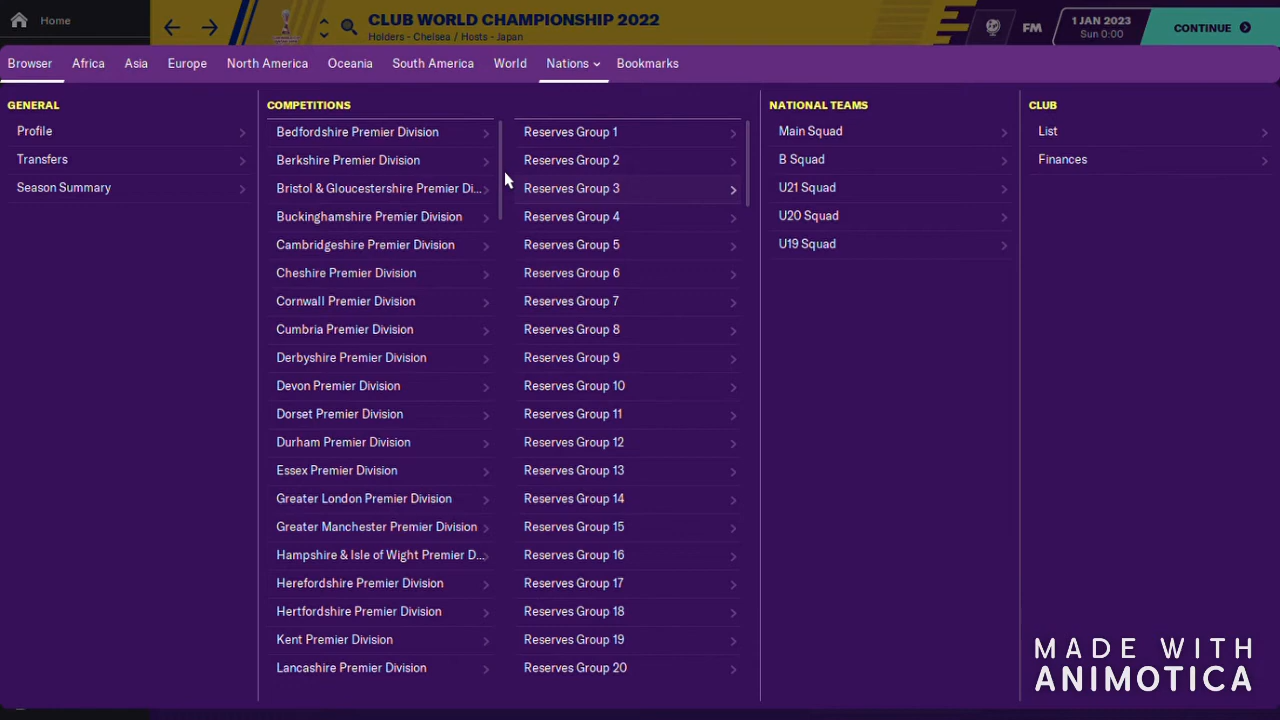 Home
CLUB WORLD CHAMPIONSHIP 2022
Holders - Chelsea / Hosts - Japan
FM
1 JAN 2023
Sun 0:00
CONTINUE
Browser
Africa
Asia
Europe
North America
Oceania
South America
World
Nations
Bookmarks
GENERAL
Profile
Transfers
Season Summary
COMPETITIONS
Bedfordshire Premier Division
Berkshire Premier Division
Bristol & Gloucestershire Premier Di...
Buckinghamshire Premier Division
Cambridgeshire Premier Division
Cheshire Premier Division
Cornwall Premier Division
Cumbria Premier Division
Derbyshire Premier Division
Devon Premier Division
Dorset Premier Division
Durham Premier Division
Essex Premier Division
Greater London Premier Division
Greater Manchester Premier Division
Hampshire & Isle of Wight Premier D...
Herefordshire Premier Division
Hertfordshire Premier Division
Kent Premier Division
Lancashire Premier Division
Reserves Group 1
Reserves Group 2
Reserves Group 3
Reserves Group 4
Reserves Group 5
Reserves Group 6
Reserves Group 7
Reserves Group 8
Reserves Group 9
Reserves Group 10
Reserves Group 11
Reserves Group 12
Reserves Group 13
Reserves Group 14
Reserves Group 15
Reserves Group 16
Reserves Group 17
Reserves Group 18
Reserves Group 19
Reserves Group 20
NATIONAL TEAMS
Main Squad
B Squad
U21 Squad
U20 Squad
U19 Squad
CLUB
List
Finances
MADE WITH
ANIMOTICA